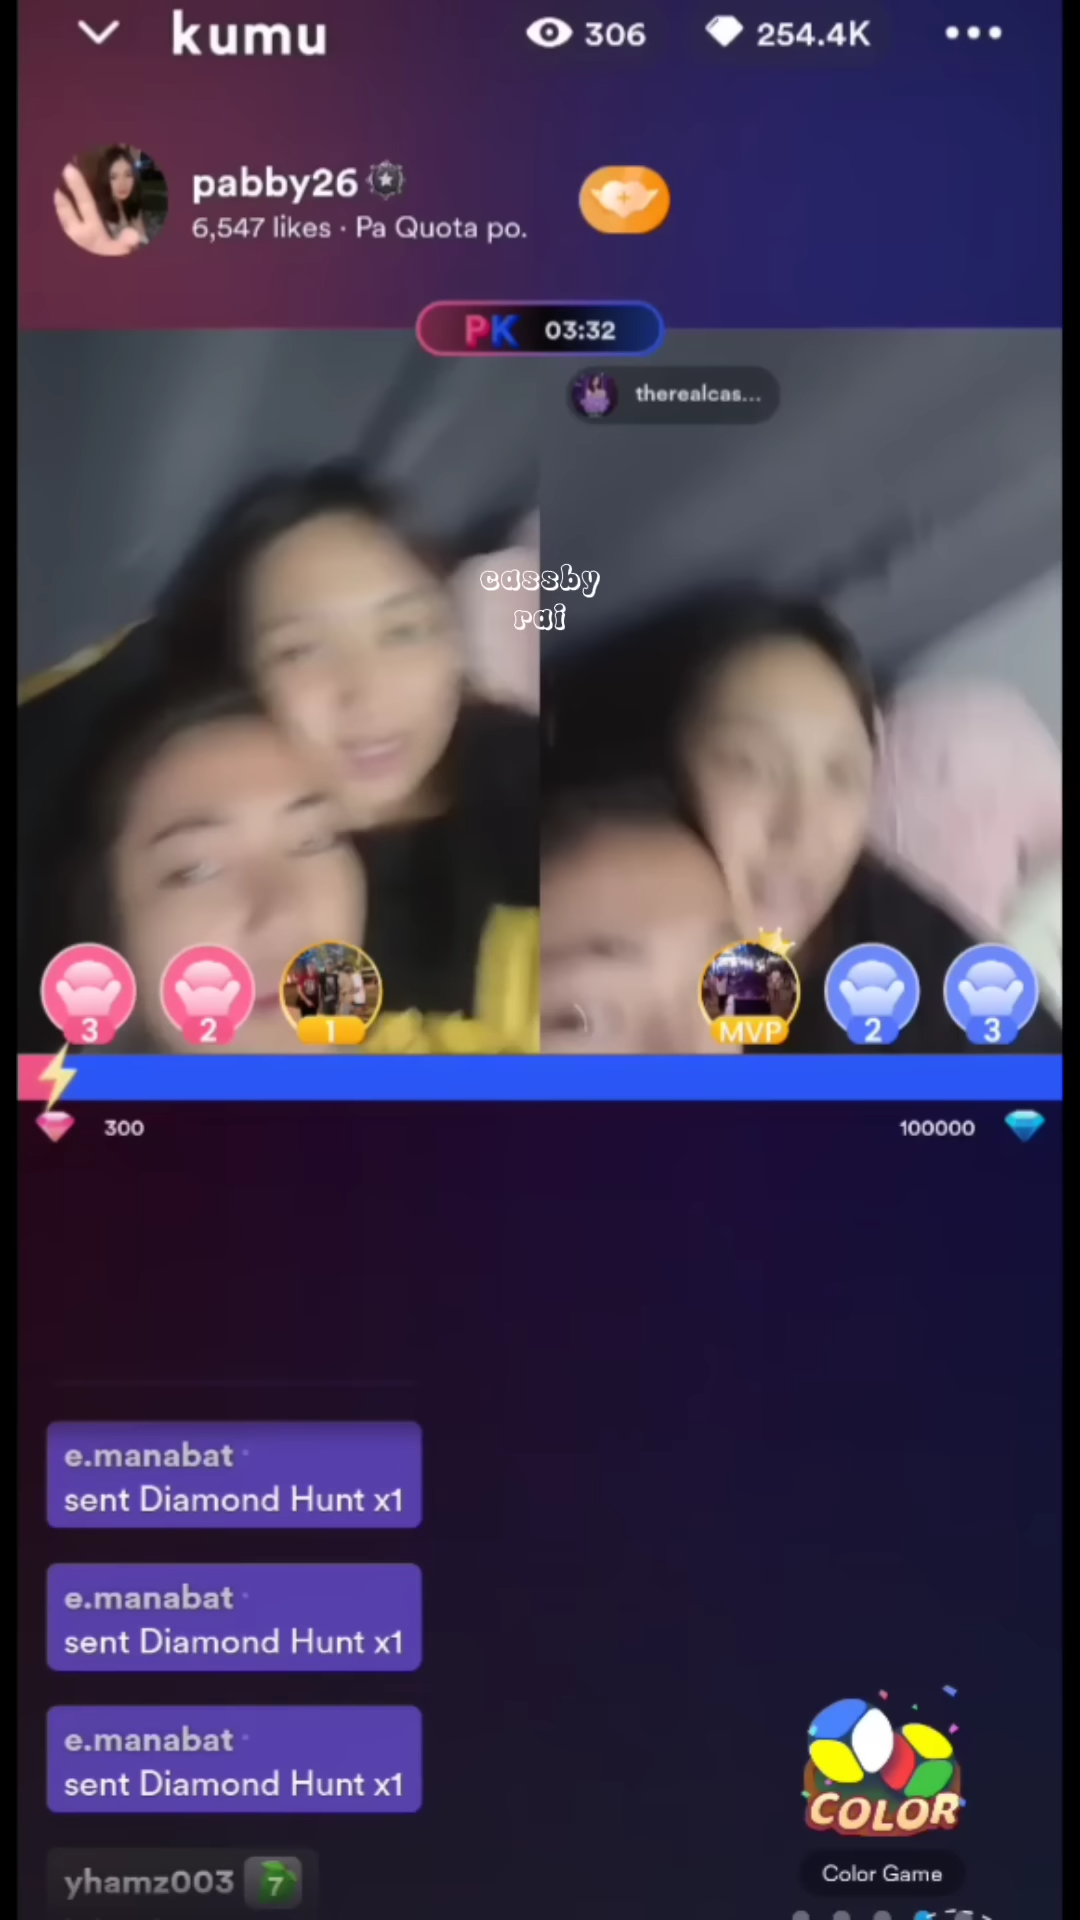 kumu
306
254.4K
pabby26
6,547 likes · Pa Quota po.
PK 03:32
therealcas...
cassby
rai
3
2
1
MVP
2
3
300
100000
e.manabat ·
sent Diamond Hunt x1
e.manabat ·
sent Diamond Hunt x1
e.manabat ·
sent Diamond Hunt x1
yhamz003 7
COLOR
Color Game